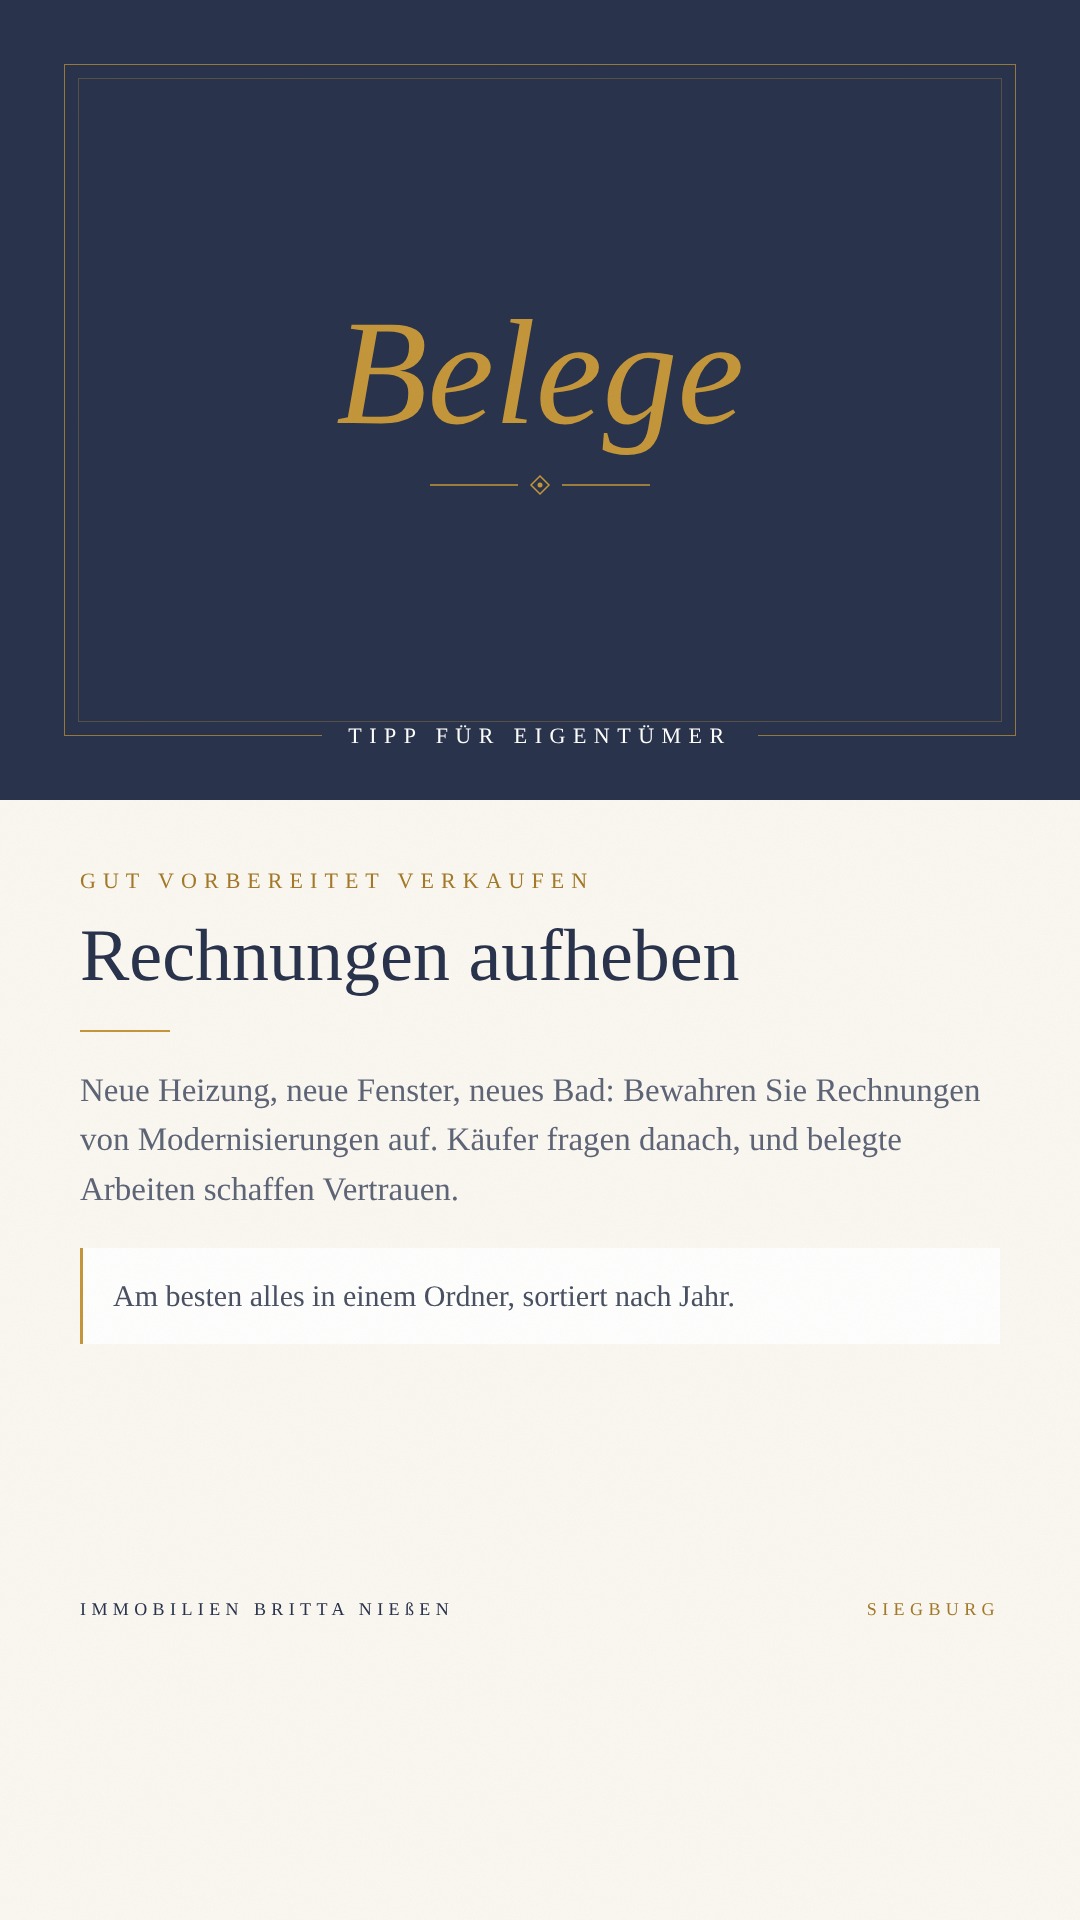 Belege
TIPP FÜR EIGENTÜMER
GUT VORBEREITET VERKAUFEN
Rechnungen aufheben
Neue Heizung, neue Fenster, neues Bad: Bewahren Sie Rechnungen
von Modernisierungen auf. Käufer fragen danach, und belegte
Arbeiten schaffen Vertrauen.
Am besten alles in einem Ordner, sortiert nach Jahr.
IMMOBILIEN BRITTA NIEßEN
SIEGBURG